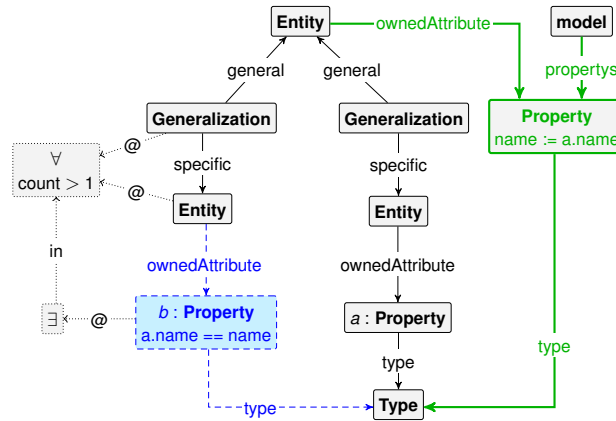 Entity
ownedAttribute
model
general
general
propertys
Generalization
Generalization
Property
name := a.name
∀
count > 1
@
@
specific
specific
Entity
Entity
in
ownedAttribute
ownedAttribute
∃
@
b : Property
a.name == name
a : Property
type
type
type
Type